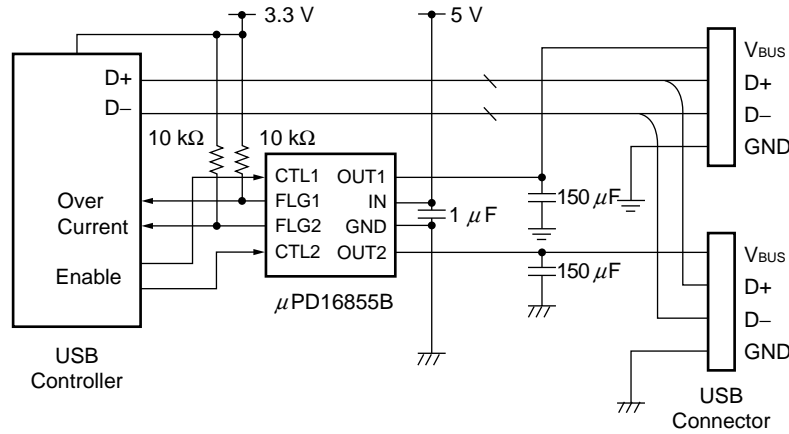 3.3 V
5 V
D+
D−
10 kΩ
10 kΩ
Over
Current
Enable
CTL1
FLG1
FLG2
CTL2
OUT1
IN
GND
OUT2
1 μF
150 μF
150 μF
μPD16855B
USB
Controller
VBUS
D+
D−
GND
VBUS
D+
D−
GND
USB
Connector